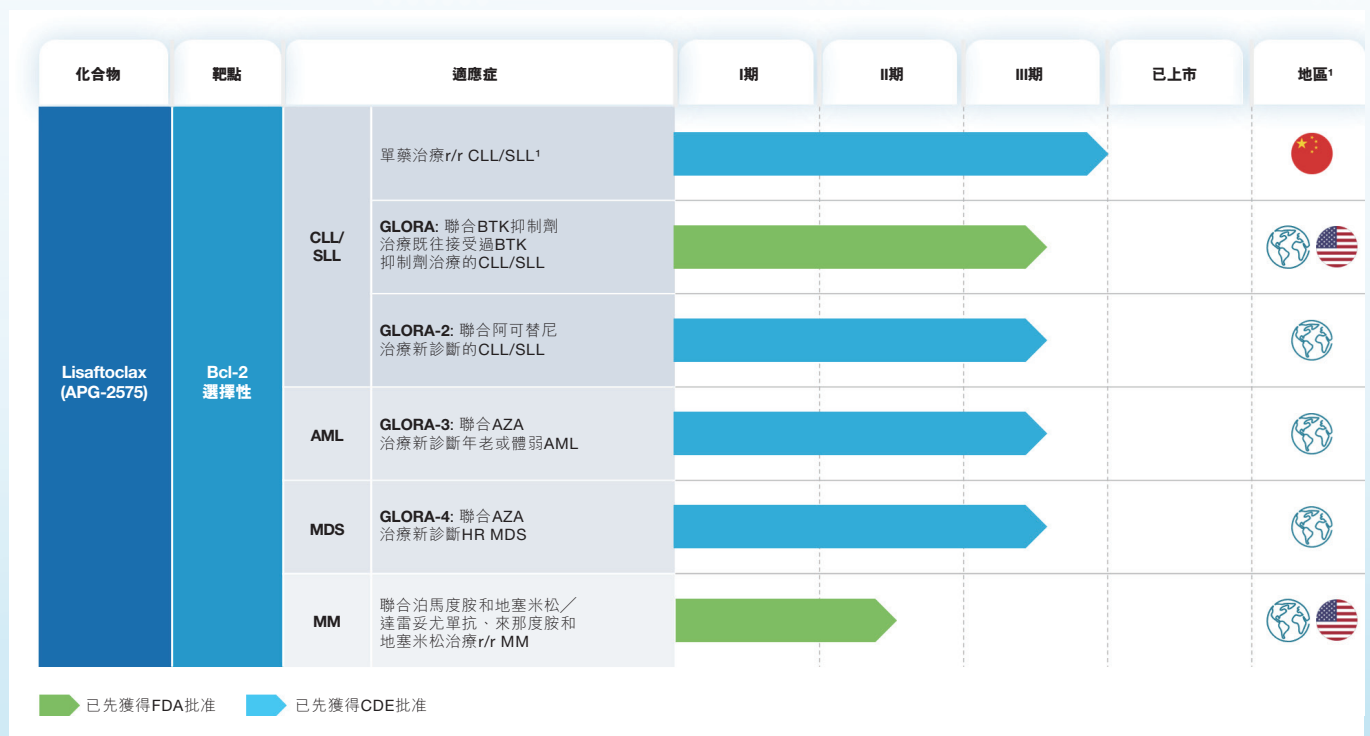 化合物
靶點
適應症
I期
II期
III期
已上市
地區¹
Lisaftoclax
(APG-2575)
Bcl-2
選擇性
CLL/
SLL
單藥治療r/r CLL/SLL¹
GLORA: 聯合BTK抑制劑
治療既往接受過BTK
抑制劑治療的CLL/SLL
GLORA-2: 聯合阿可替尼
治療新診斷的CLL/SLL
AML
GLORA-3: 聯合AZA
治療新診斷年老或體弱AML
MDS
GLORA-4: 聯合AZA
治療新診斷HR MDS
MM
聯合泊馬度胺和地塞米松╱
達雷妥尤單抗、來那度胺和
地塞米松治療r/r MM
已先獲得FDA批准
已先獲得CDE批准